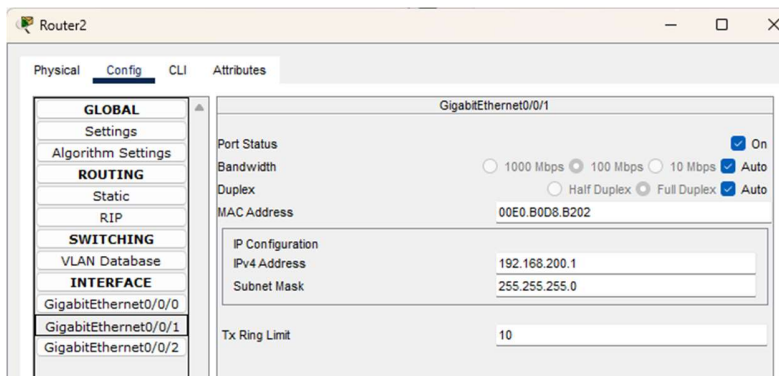 Router2
Physical Config CLI Attributes
GLOBAL
Settings
Algorithm Settings
ROUTING
Static
RIP
SWITCHING
VLAN Database
INTERFACE
GigabitEthernet0/0/0
GigabitEthernet0/0/1
GigabitEthernet0/0/2
GigabitEthernet0/0/1
Port Status On
Bandwidth 1000 Mbps 100 Mbps 10 Mbps Auto
Duplex Half Duplex Full Duplex Auto
MAC Address 00E0.B0D8.B202
IP Configuration
IPv4 Address 192.168.200.1
Subnet Mask 255.255.255.0
Tx Ring Limit 10